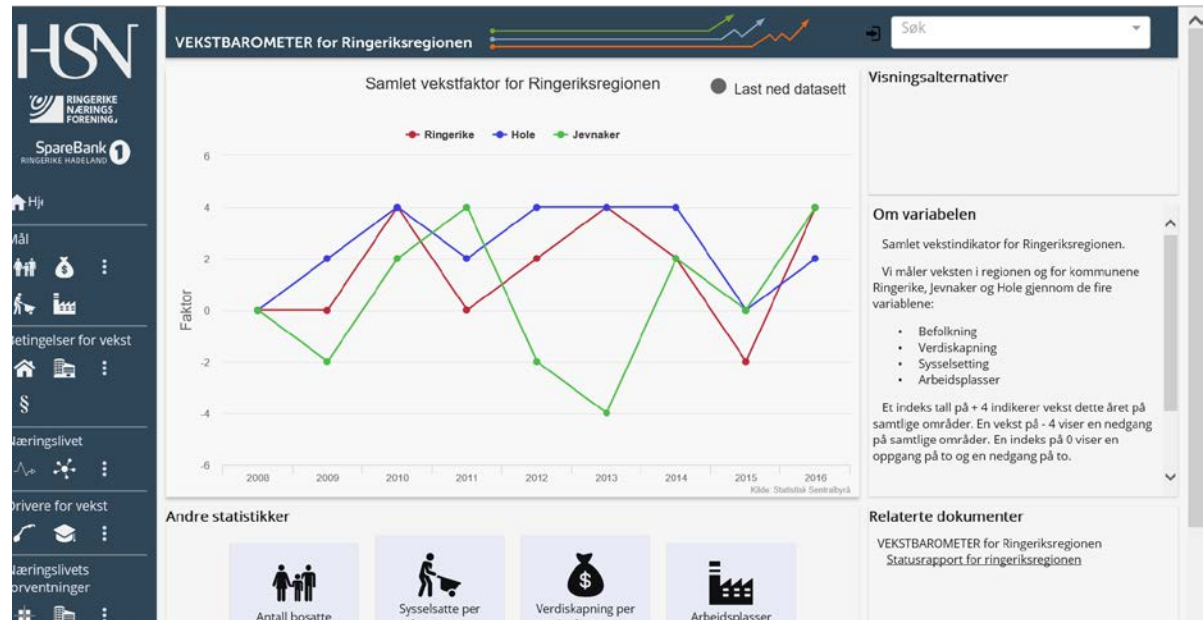 HSN
RINGERIKE
NÆRINGS
FORENING
SpareBank 1
RINGERIKE HADELAND
Mål
Betingelser for vekst
§
Næringslivet
Drivere for vekst
Næringslivets
forventninger
VEKSTBAROMETER for Ringeriksregionen
Søk
Samlet vekstfaktor for Ringeriksregionen
Last ned datasett
Ringerike Hole Jevnaker
Faktor
6
4
2
0
-2
-4
-6
2008 2009 2010 2011 2012 2013 2014 2015 2016
Kilde: Statistisk Sentralbyrå
Visningsalternativer
Om variabelen
Samlet vekstindikator for Ringeriksregionen.
Vi måler veksten i regionen og for kommunene
Ringerike, Jevnaker og Hole gjennom de fire
variablene:
• Befolkning
• Verdiskapning
• Sysselsetting
• Arbeidsplasser
Et indeks tall på + 4 indikerer vekst dette året på
samtlige områder. En vekst på - 4 viser en nedgang
på samtlige områder. En indeks på 0 viser en
oppgang på to og en nedgang på to.
Andre statistikker
Antall bosatte
Sysselsatte per
Verdiskapning per
Arbeidsplasser
Relaterte dokumenter
VEKSTBAROMETER for Ringeriksregionen
Statusrapport for ringeriksregionen